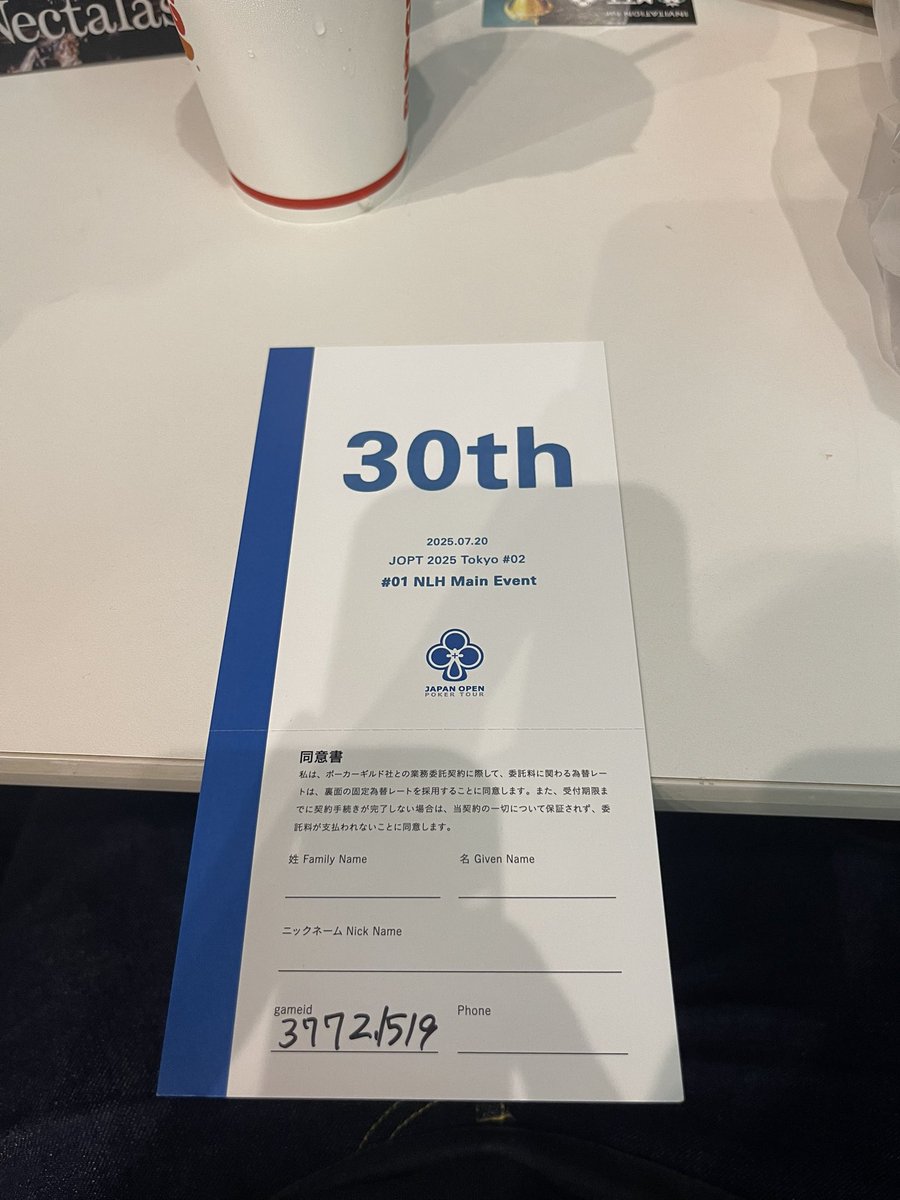 Nectalas
INVITATION
30th
2025.07.20
JOPT 2025 Tokyo #02
#01 NLH Main Event
JAPAN OPEN
POKER TOUR
同意書
私は、ポーカーギルド社との業務委託契約に際して、委託料に関わる為替レー
トは、裏面の固定為替レートを採用することに同意します。また、受付期限ま
でに契約手続きが完了しない場合は、当契約の一切について保証されず、委
託料が支払われないことに同意します。
姓 Family Name 名 Given Name
ニックネーム Nick Name
gameid Phone
37721519